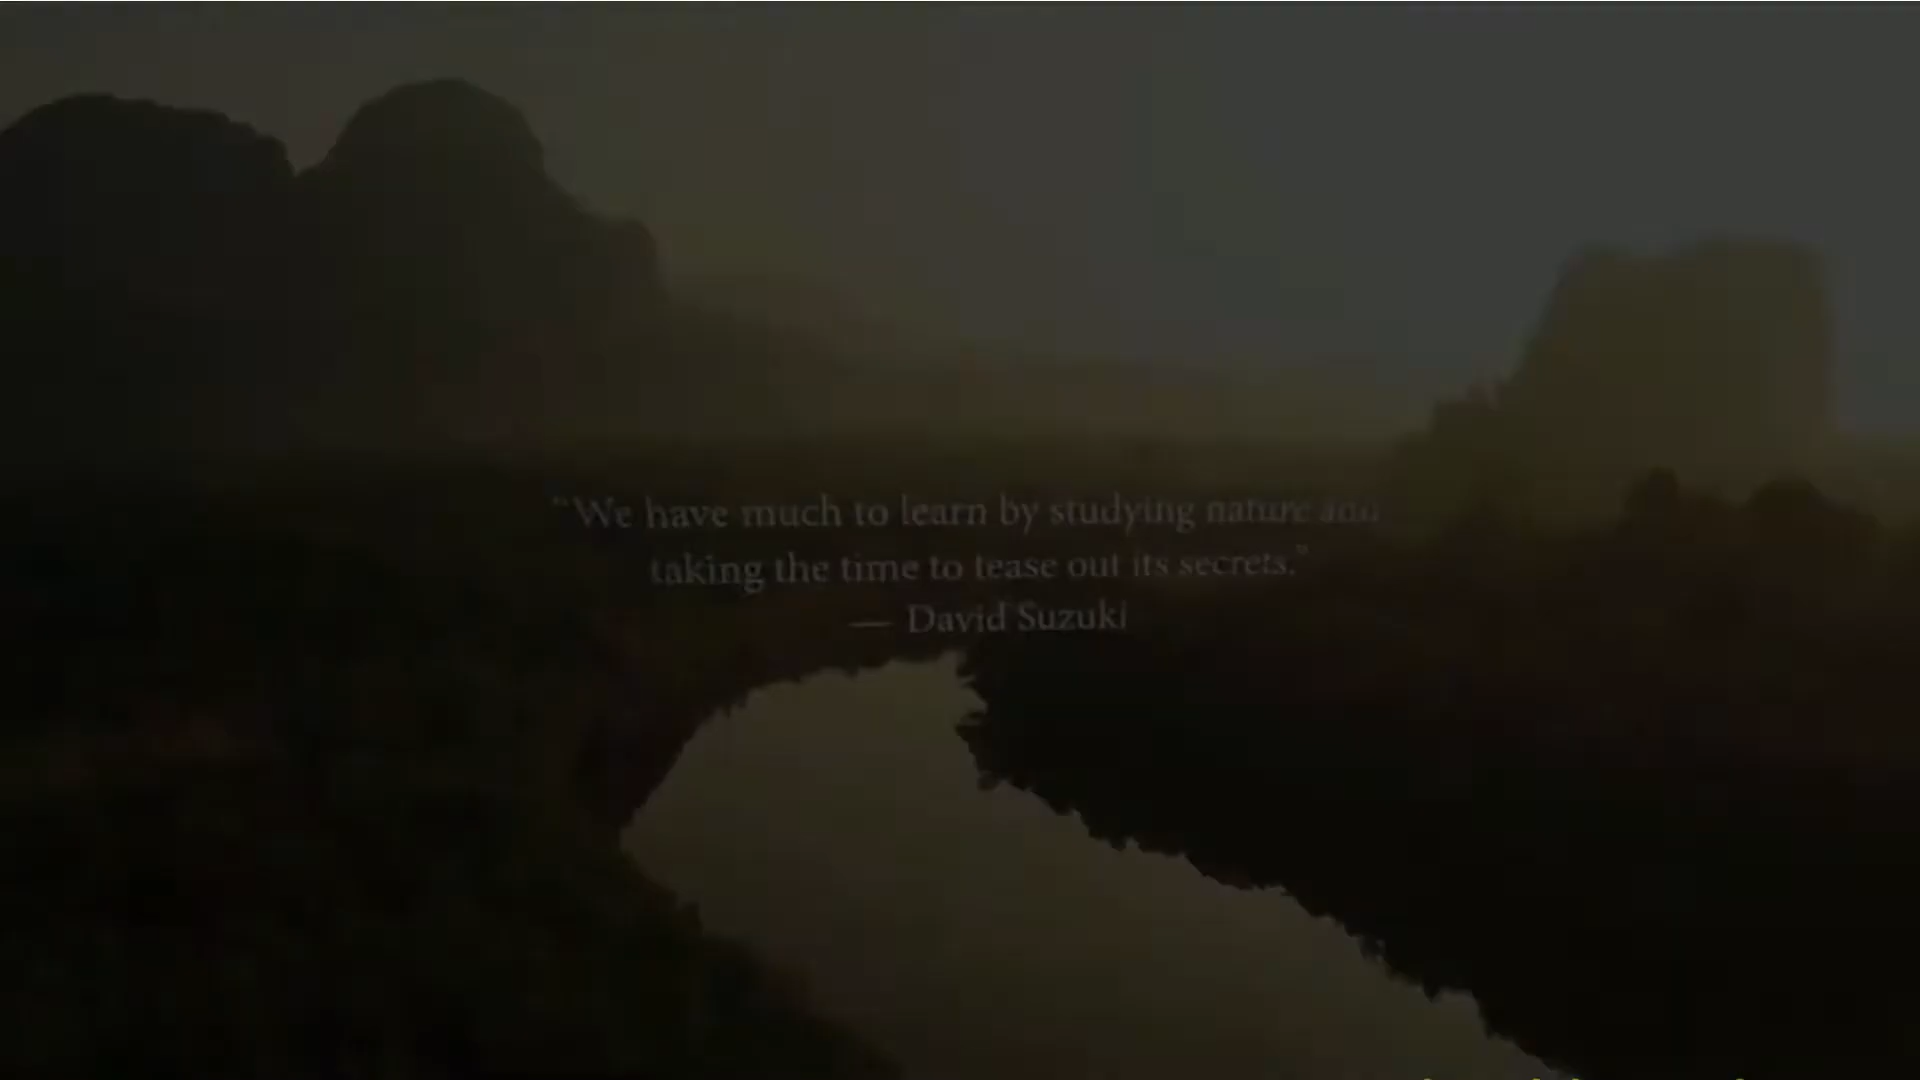 “We have much to learn by studying nature and
taking the time to tease out its secrets.”
— David Suzuki